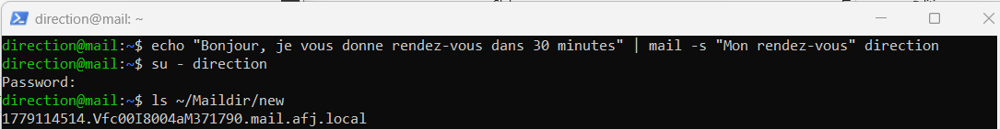 direction@mail: ~
direction@mail:~$ echo "Bonjour, je vous donne rendez-vous dans 30 minutes" | mail -s "Mon rendez-vous" direction
direction@mail:~$ su - direction
Password:
direction@mail:~$ ls ~/Maildir/new
1779114514.Vfc00I8004aM371790.mail.afj.local